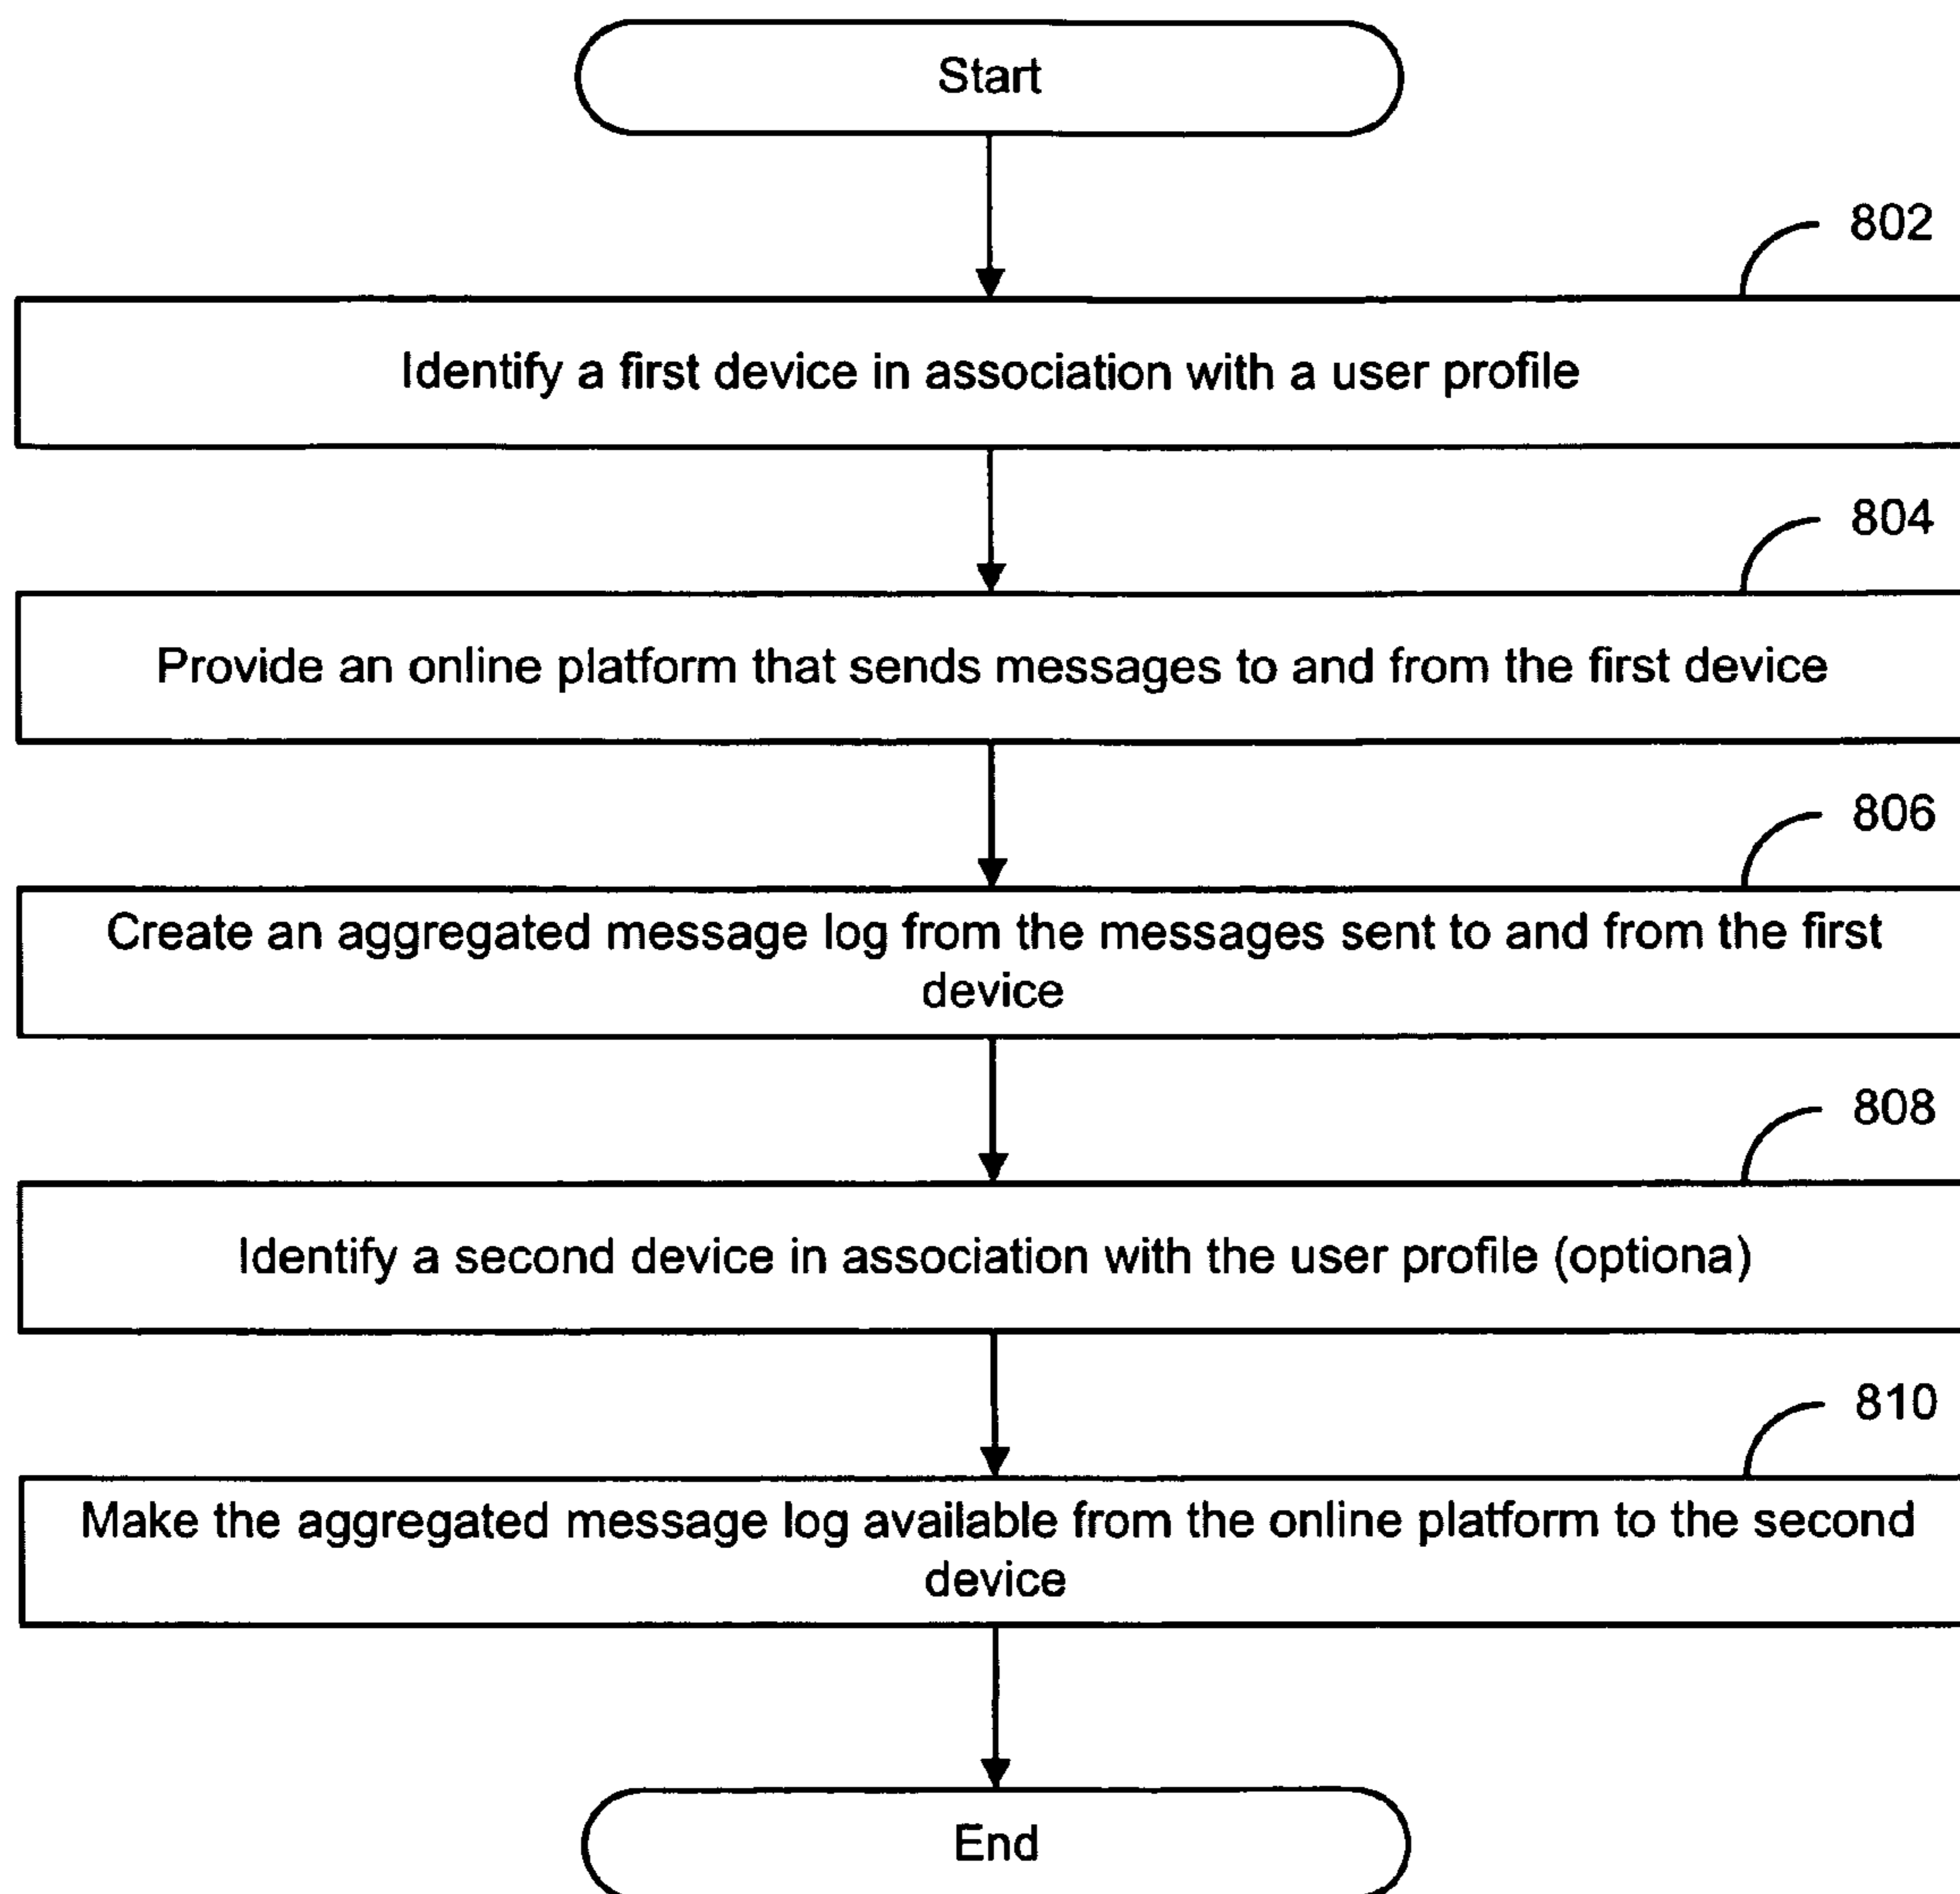 Start
802
Identify a first device in association with a user profile
804
Provide an online platform that sends messages to and from the first device
806
Create an aggregated message log from the messages sent to and from the first
device
808
Identify a second device in association with the user profile (optiona)
810
Make the aggregated message log available from the online platform to the second
device
End